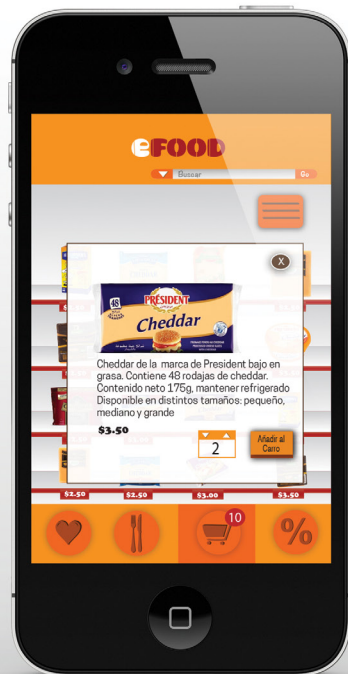 eFOOD
Buscar
Go
X
48
PRÉSIDENT
Cheddar
Cheddar de la marca de President bajo en
grasa. Contiene 48 rodajas de cheddar.
Contenido neto 175g, mantener refrigerado
Disponible en distintos tamaños: pequeño,
mediano y grande
$3.50
2
Añadir al
Carro
$2.50
$2.50
$3.00
$3.50
10
%